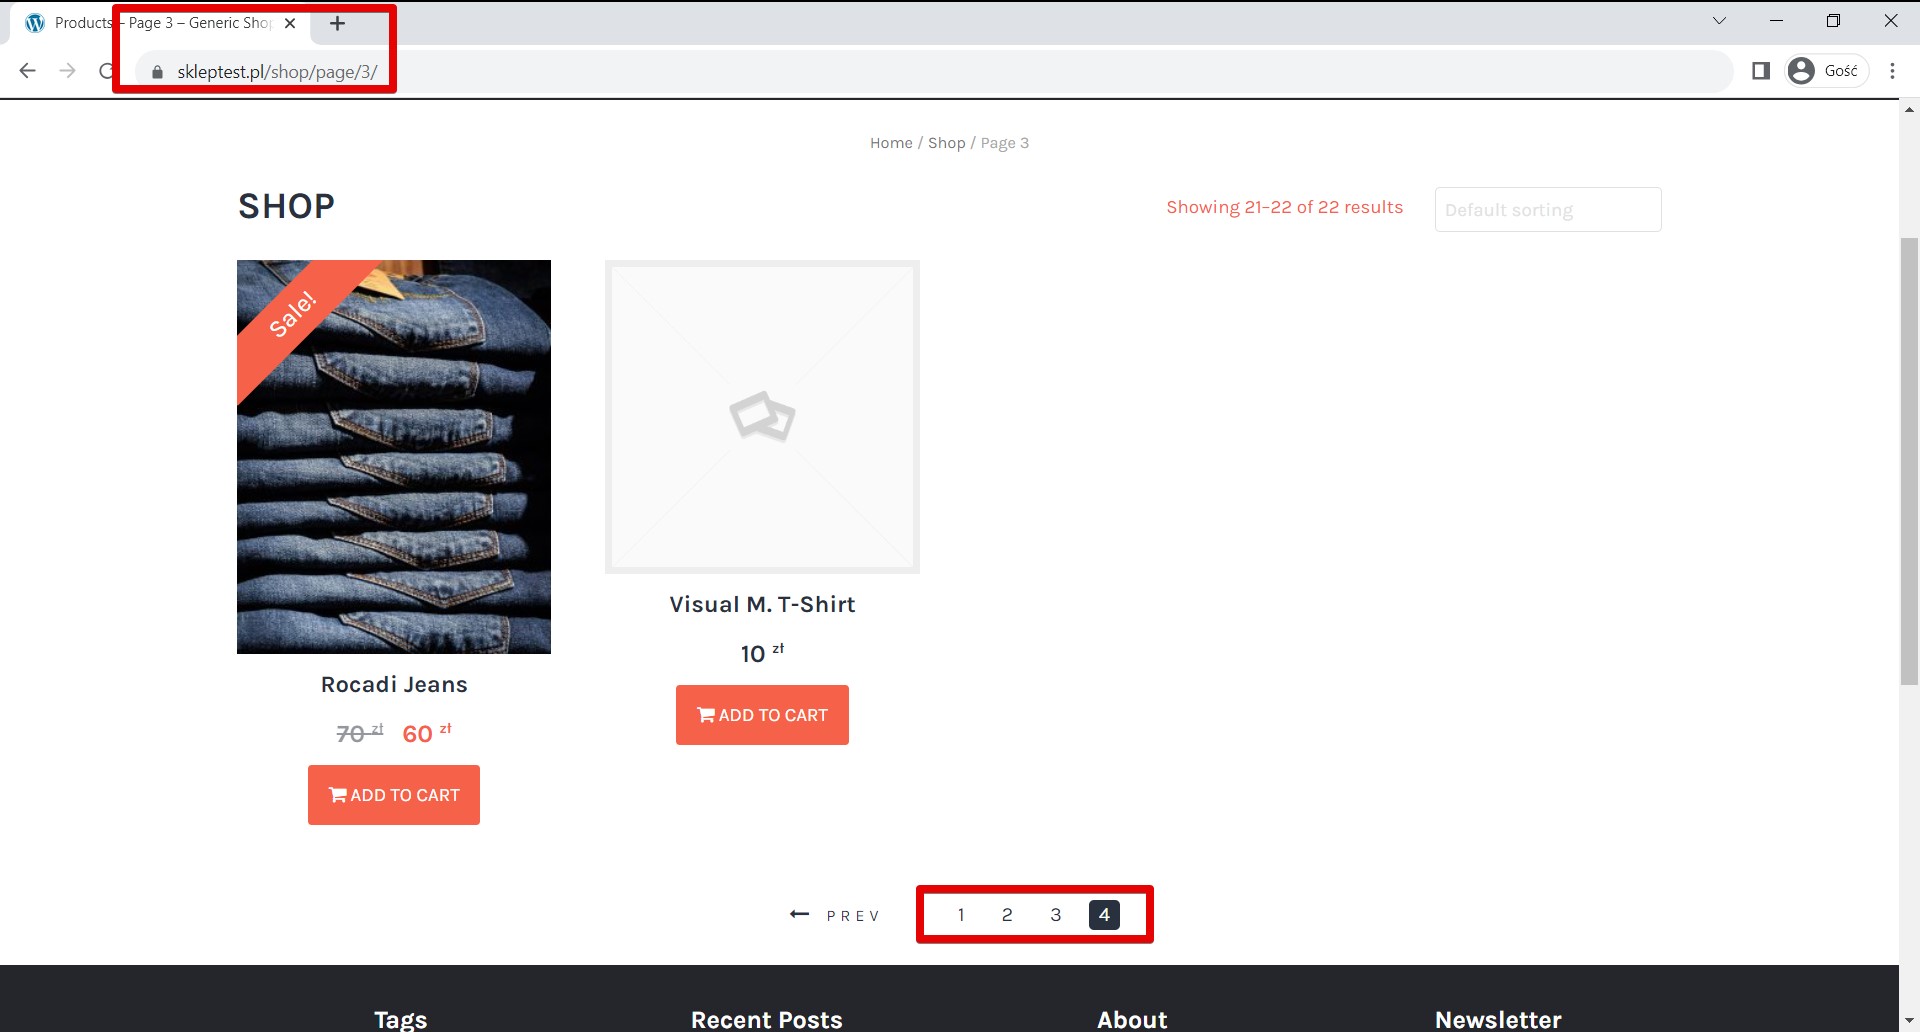 Products – Page 3 – Generic Shop
skleptest.pl/shop/page/3/
Gość
Home / Shop / Page 3
SHOP
Showing 21–22 of 22 results
Default sorting
Sale!
Rocadi Jeans
70 zł 60 zł
ADD TO CART
Visual M. T-Shirt
10 zł
ADD TO CART
PREV 1 2 3 4
Tags
Recent Posts
About
Newsletter